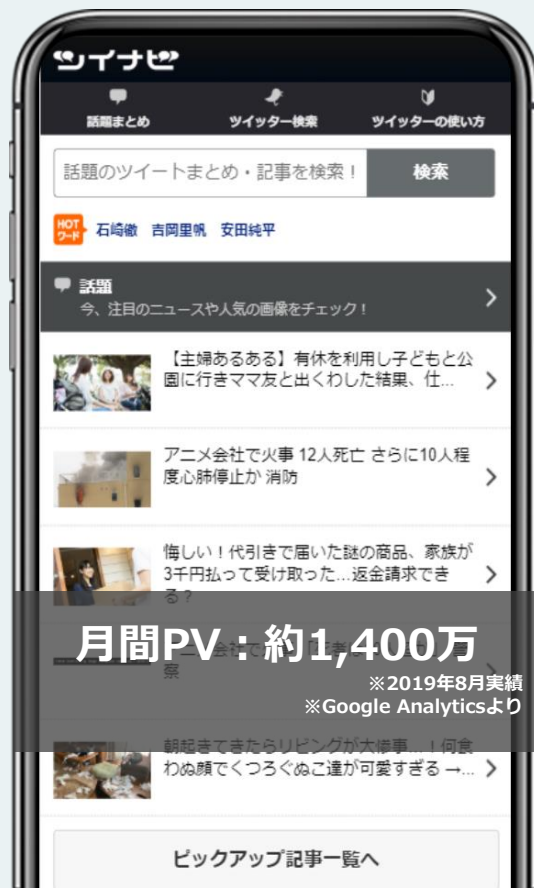 ツイナビ
話題まとめ ツイッター検索 ツイッターの使い方
話題のツイートまとめ・記事を検索! 検索
HOTワード 石崎徹 吉岡里帆 安田純平
話題
今、注目のニュースや人気の画像をチェック!
【主婦あるある】有休を利用し子どもと公
園に行きママ友と出くわした結果、仕...
アニメ会社で火事 12人死亡 さらに10人程
度心肺停止か 消防
悔しい!代引きで届いた謎の商品、家族が
3千円払って受け取った...返金請求でき
る?
月間PV:約1,400万
察
※2019年8月実績
※Google Analyticsより
朝起きてきたらリビングが大惨事...!何食
わぬ顔でくつろぐぬこ達が可愛すぎる →...
ピックアップ記事一覧へ